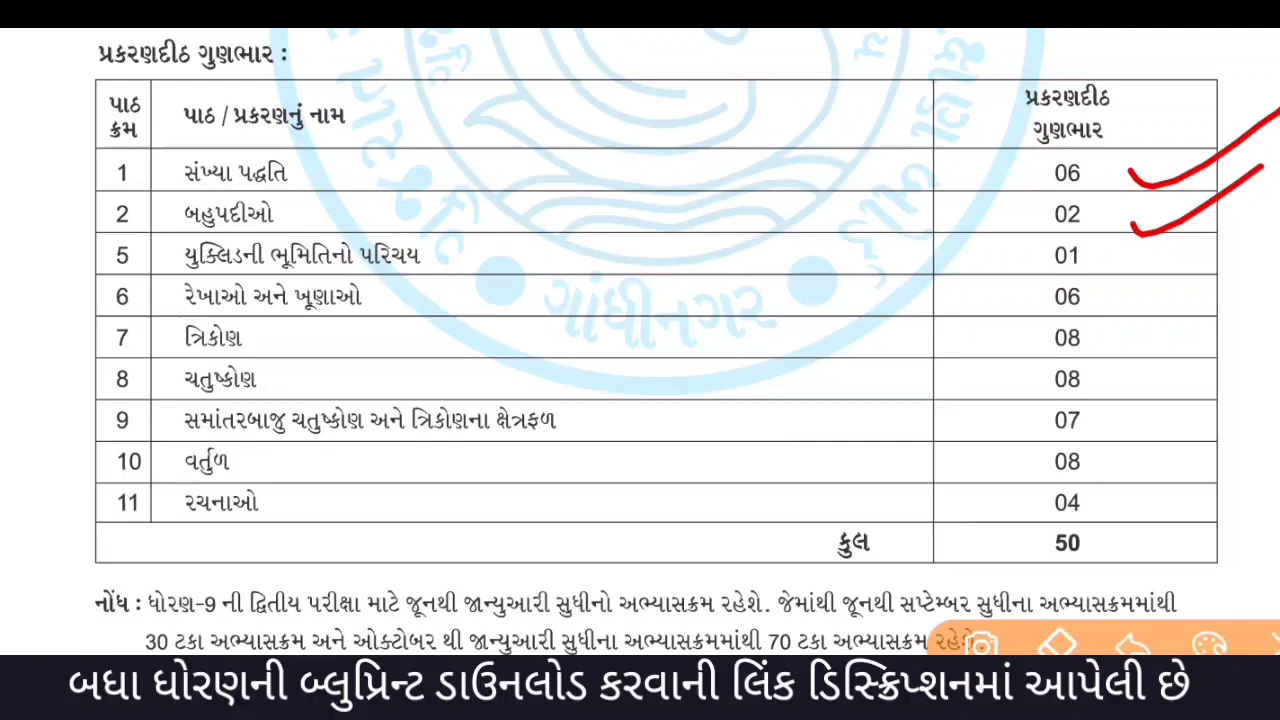 પ્રકરણદીઠ ગુણભાર :
પાઠ ક્રમ	પાઠ / પ્રકરણનું નામ	પ્રકરણદીઠ ગુણભાર
1	સંખ્યા પદ્ધતિ	06
2	બહુપદીઓ	02
5	યુક્લિડની ભૂમિતિનો પરિચય	01
6	રેખાઓ અને ખૂણાઓ	06
7	ત્રિકોણ	08
8	ચતુષ્કોણ	08
9	સમાંતરબાજુ ચતુષ્કોણ અને ત્રિકોણના ક્ષેત્રફળ	07
10	વર્તુળ	08
11	રચનાઓ	04
કુલ	50
નોંધ : ધોરણ-9 ની દ્વિતીય પરીક્ષા માટે જૂનથી જાન્યુઆરી સુધીનો અભ્યાસક્રમ રહેશે. જેમાંથી જૂનથી સપ્ટેમ્બર સુધીના અભ્યાસક્રમમાંથી
30 ટકા અભ્યાસક્રમ અને ઓક્ટોબર થી જાન્યુઆરી સુધીના અભ્યાસક્રમમાંથી 70 ટકા અભ્યાસક્રમ રહેશે
ગાંધીનગર
બધા ધોરણની બ્લુપ્રિન્ટ ડાઉનલોડ કરવાની લિંક ડિસ્ક્રિપ્શનમાં આપેલી છે